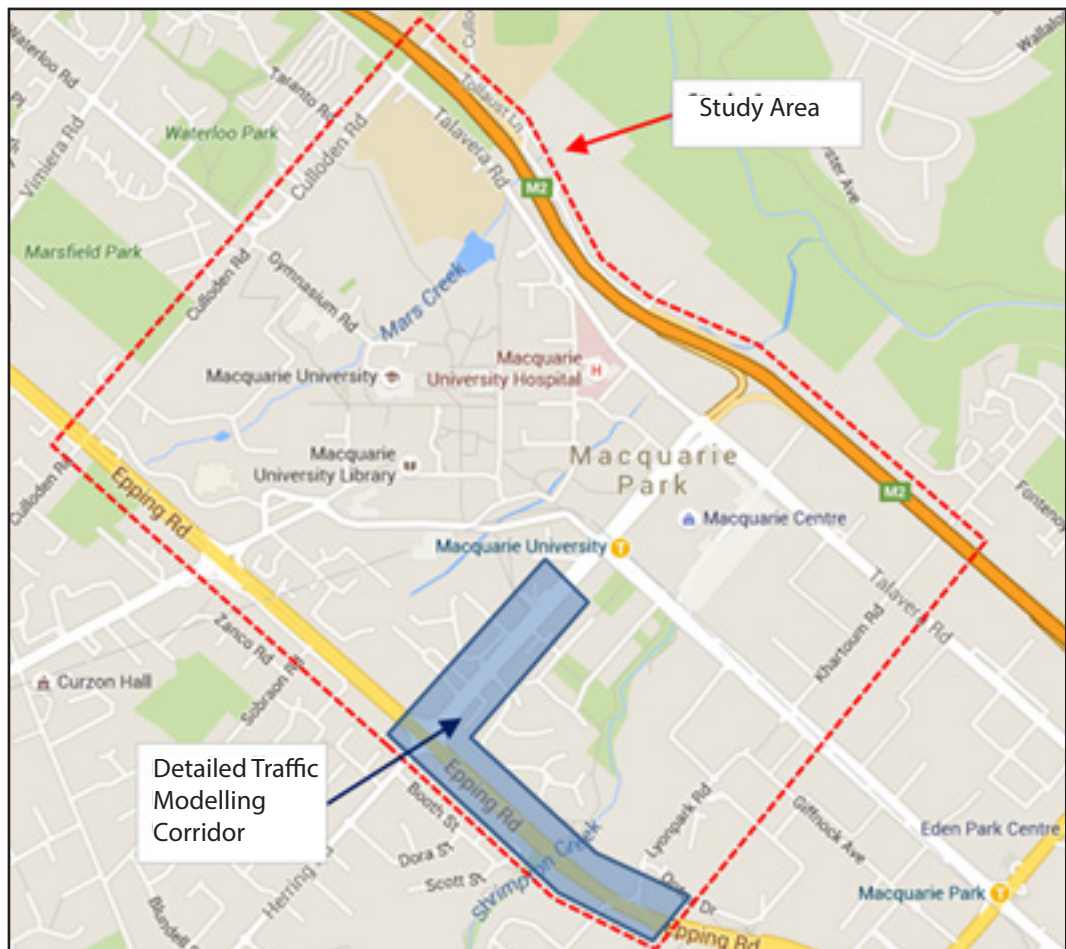 Study Area
Waterloo Rd
Vimiera Rd
Taranto Rd
Waterloo Park
Culloden Rd
Talavera Rd
M2
Marsfield Park
Culloden Rd
Gymnasium Rd
Mars Creek
Macquarie University
Macquarie
University Hospital
H
Macquarie
University Library
Macquarie
Park
M2
Fontenoy
Culloden Rd
Epping Rd
Macquarie University
T
Macquarie Centre
Talavera Rd
Khartoum Rd
Zanco Rd
Curzon Hall
Detailed Traffic
Modelling
Corridor
Epping Rd
Booth St
Dora St
Scott St
Herring Rd
Shrimpton Creek
Lyonpark Rd
Giffnock Ave
Eden Park Centre
Macquarie Park
T
Epping Rd